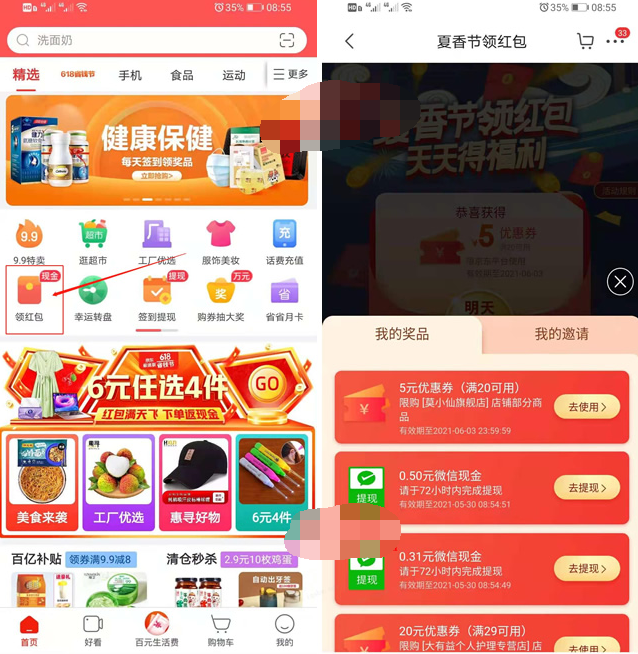 35% 08:55
洗面奶
精选
618省钱节
手机
食品
运动
更多
健康保健
每天签到领奖品
立即抢购>
9.9
9.9特卖
超市
逛超市
工厂优选
服饰美妆
充
话费充值
现金
领红包
幸运转盘
提现
签到提现
万元
奖
购券抽大奖
省
省省月卡
618
省钱节
6元任选4件
红包满天飞 下单返现金
GO
美食来袭
工厂优选
惠寻好物
6元4件
百亿补贴
领券满9.9减8
清仓秒杀
2.9元10枚鸡蛋
自动出牙签
首页
好看
百元生活费
购物车
我的
35% 08:55
夏香节领红包
33
夏香节领红包
天天得福利
活动规则
恭喜获得
¥5 优惠券
有效期至2021-06-03
明天
我的奖品
我的邀请
¥
5元优惠券（满20可用）
限购 [莫小仙旗舰店] 店铺部分商
品
有效期至2021-06-03 23:59:59
去使用
提现
0.50元微信现金
请于72小时内完成提现
有效期至2021-05-30 08:54:51
去提现
提现
0.31元微信现金
请于72小时内完成提现
有效期至2021-05-30 08:54:49
去提现
20元优惠券（满29可用）
限购 [大有益个人护理专营店] 店
去使用